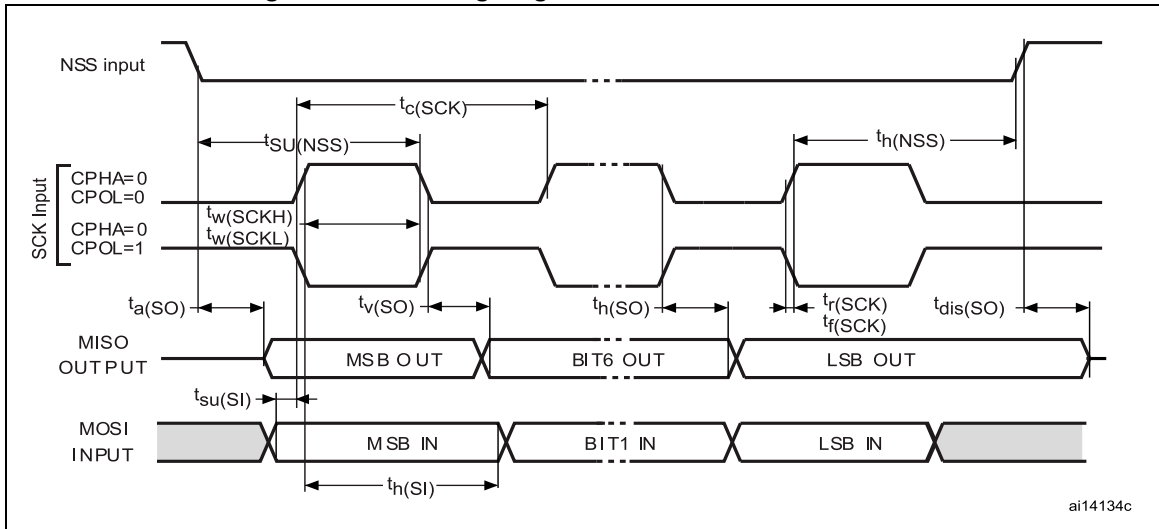 NSS input
tc(SCK)
tSU(NSS)
th(NSS)
SCK Input
CPHA=0
CPOL=0
tw(SCKH)
CPHA=0
tw(SCKL)
CPOL=1
ta(SO)
tv(SO)
th(SO)
tr(SCK)
tf(SCK)
tdis(SO)
MISO
OUTPUT
MSB OUT
BIT6 OUT
LSB OUT
tsu(SI)
MOSI
INPUT
MSB IN
BIT1 IN
LSB IN
th(SI)
ai14134c